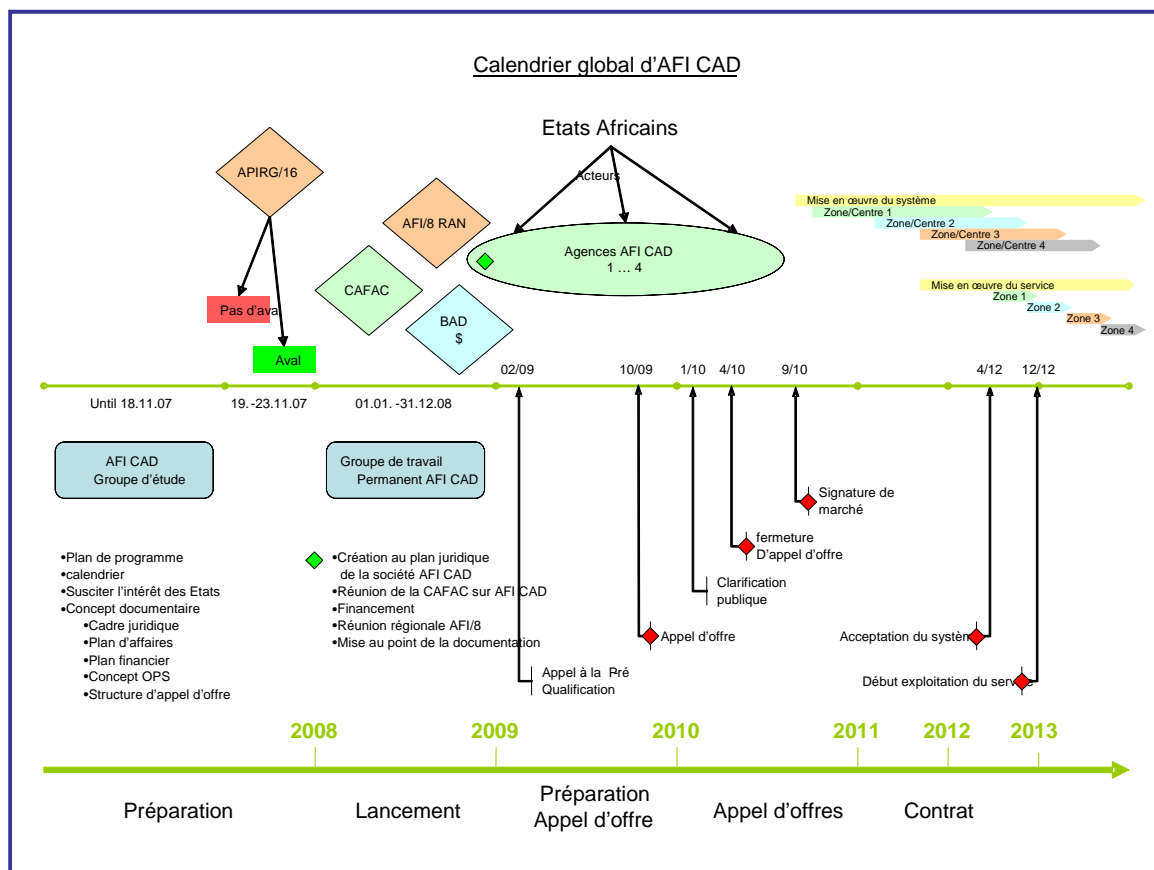 Calendrier global d'AFI CAD
Etats Africains
Acteurs
APIRG/16
AFI/8 RAN
CAFAC
BAD
$
Agences AFI CAD
1 … 4
Pas d'aval
Aval
Mise en œuvre du système
Zone/Centre 1
Zone/Centre 2
Zone/Centre 3
Zone/Centre 4
Mise en œuvre du service
Zone 1
Zone 2
Zone 3
Zone 4
02/09
10/09
1/10
4/10
9/10
4/12
12/12
Until 18.11.07
19.-23.11.07
01.01. -31.12.08
AFI CAD
Groupe d'étude
Groupe de travail
Permanent AFI CAD
•Plan de programme
•calendrier
•Susciter l'intérêt des Etats
•Concept documentaire
•Cadre juridique
•Plan d'affaires
•Plan financier
•Concept OPS
•Structure d'appel d'offre
•Création au plan juridique
de la société AFI CAD
•Réunion de la CAFAC sur AFI CAD
•Financement
•Réunion régionale AFI/8
•Mise au point de la documentation
Signature de
marché
fermeture
D'appel d'offre
Clarification
publique
Appel d'offre
Appel à la Pré
Qualification
Acceptation du système
Début exploitation du service
2008
2009
2010
2011
2012
2013
Préparation
Lancement
Préparation
Appel d'offre
Appel d'offres
Contrat